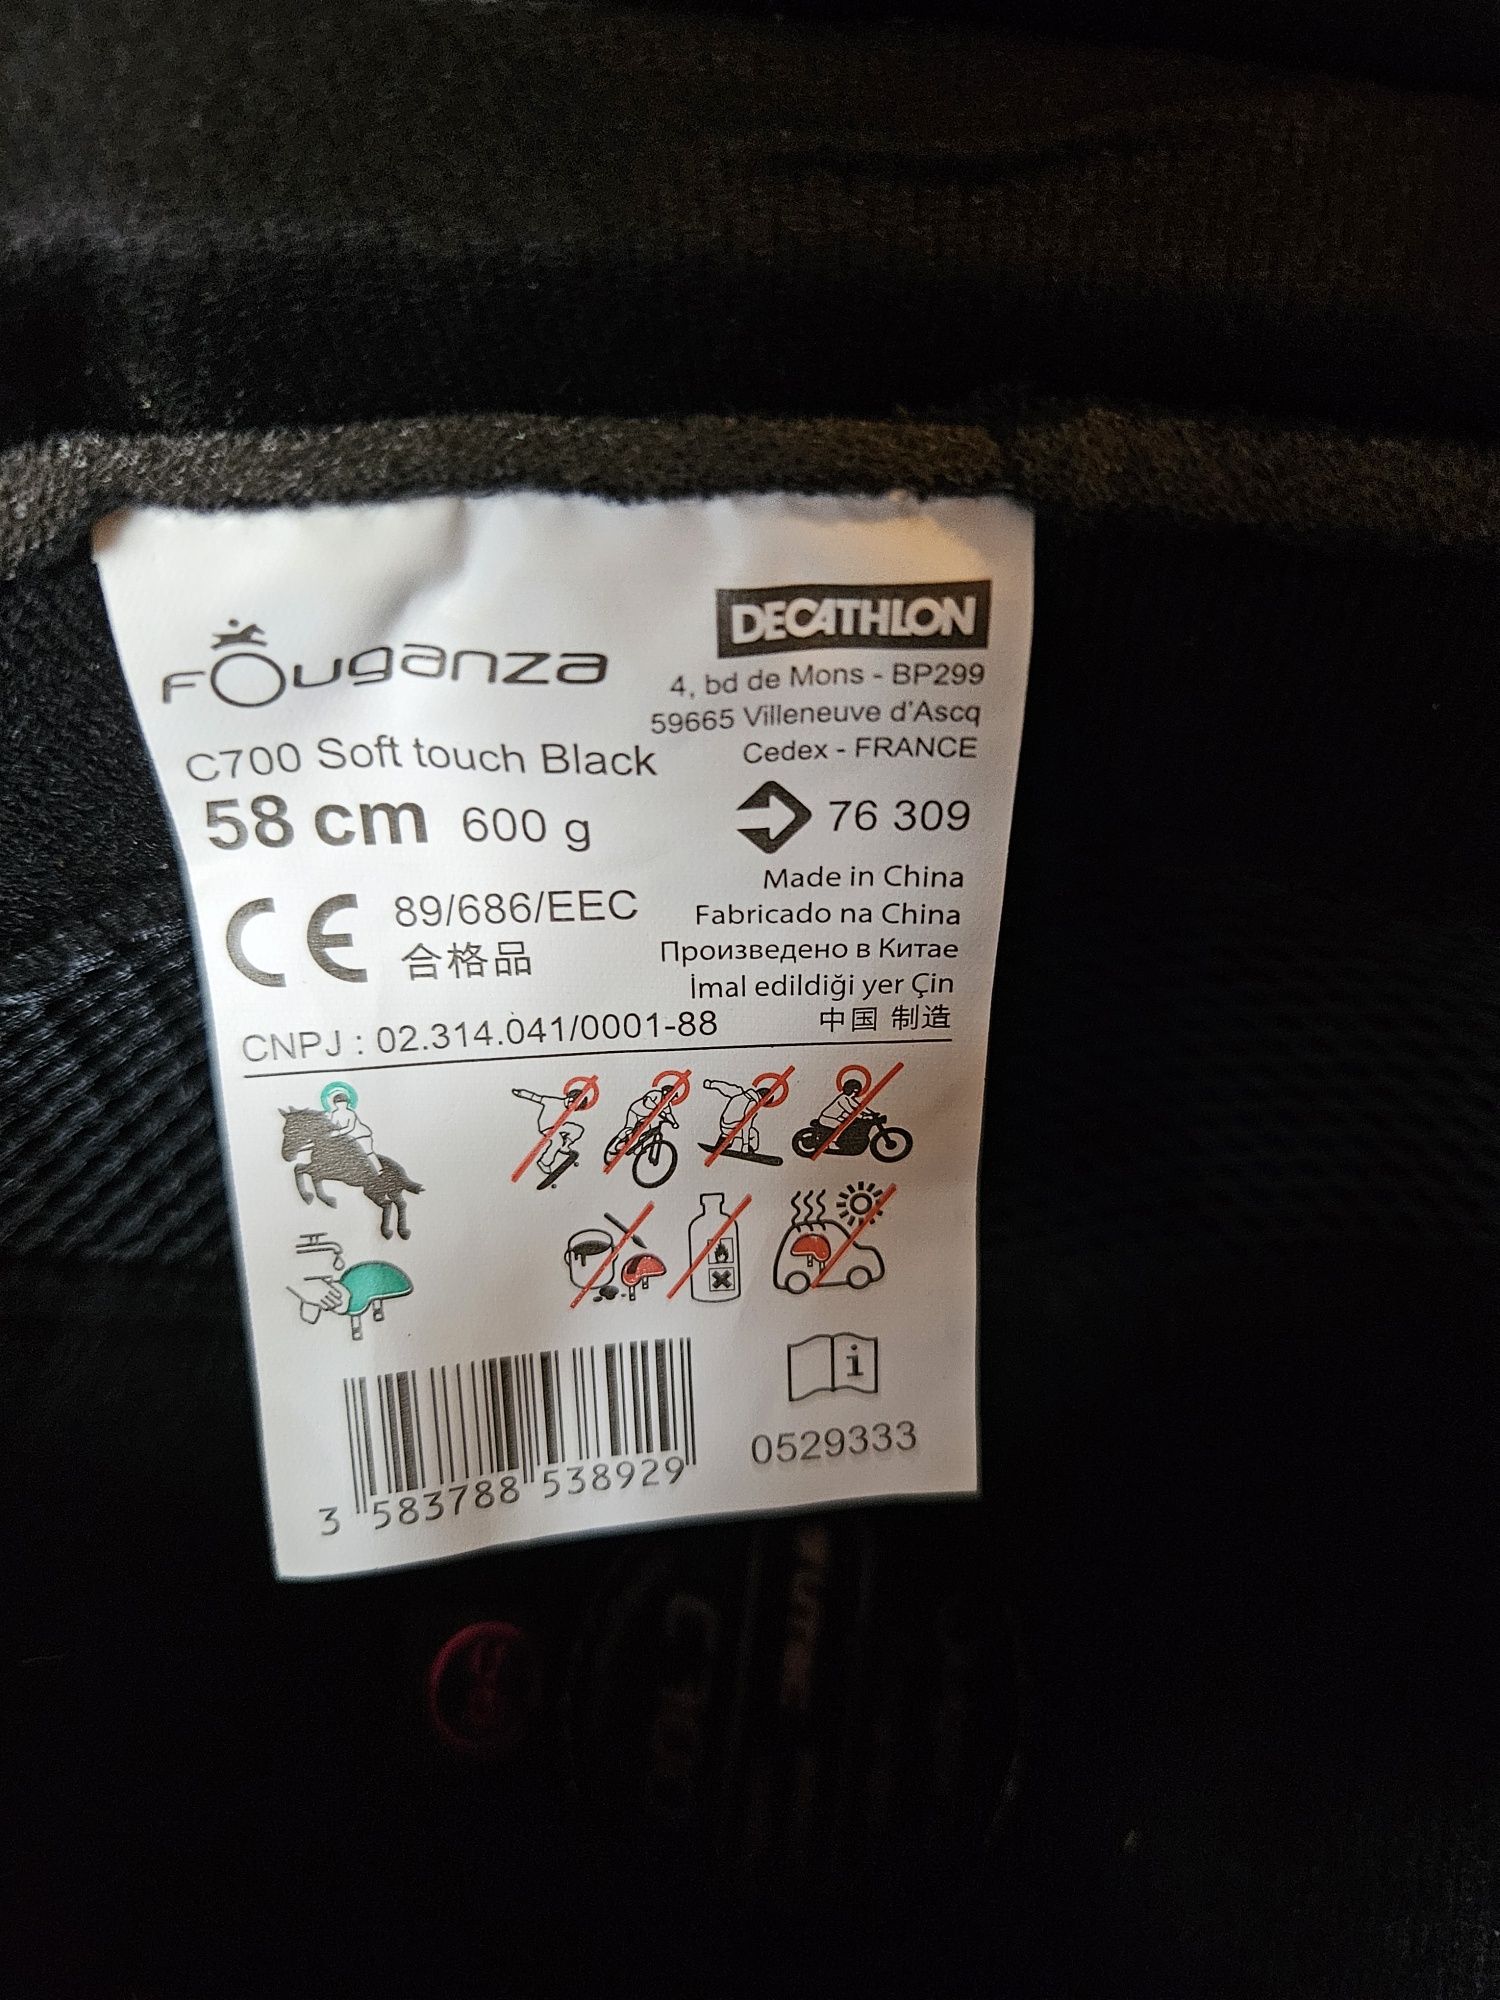 Fouganza
DECATHLON
4, bd de Mons - BP299
59665 Villeneuve d'Ascq
Cedex - FRANCE
C700 Soft touch Black
58 cm 600 g
76 309
CE 89/686/EEC
合格品
Made in China
Fabricado na China
Произведено в Китае
İmal edildiği yer Çin
中国 制造
CNPJ : 02.314.041/0001-88
i
0529333
3 583788 538929